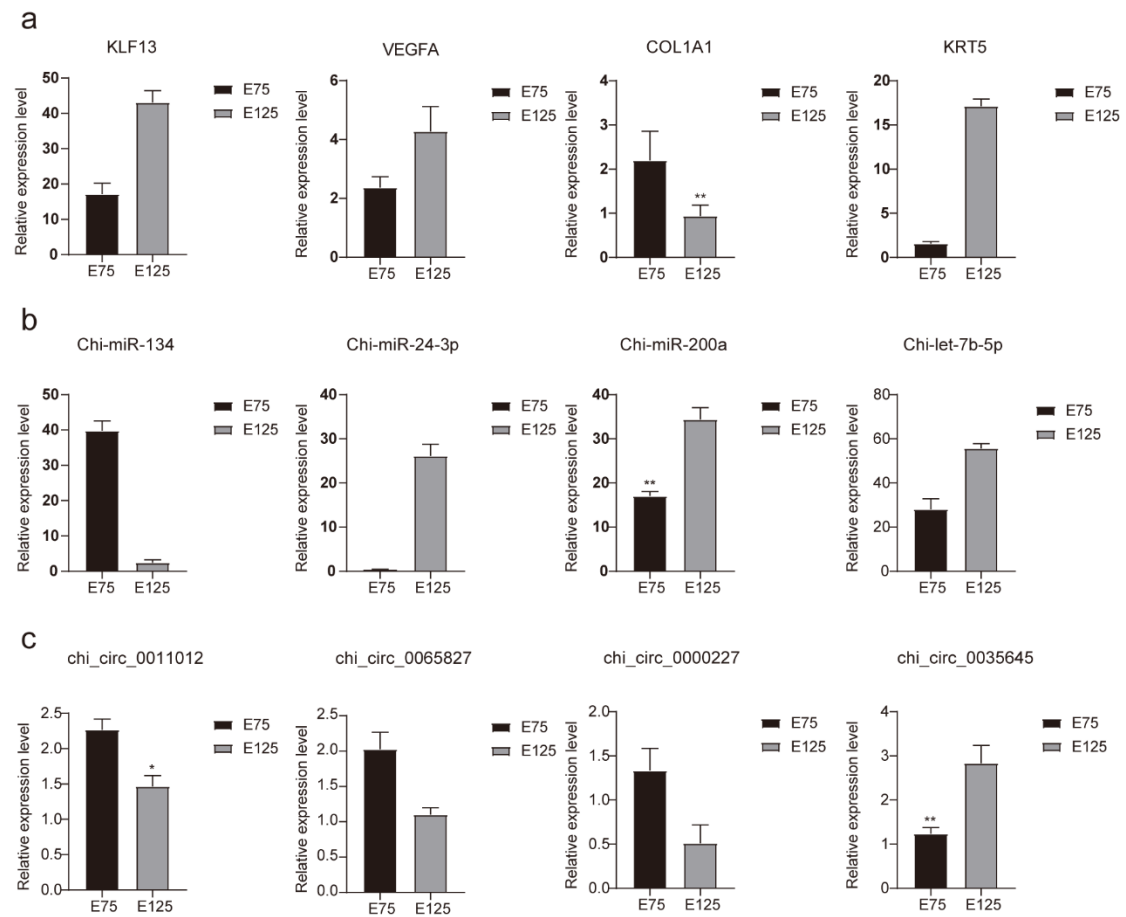 a
KLF13
VEGFA
COL1A1
KRT5
Relative expression level
50
40
30
20
10
0
E75
E125
E75
E125
Relative expression level
6
4
2
0
E75
E125
E75
E125
Relative expression level
4
3
2
1
0
**
E75
E125
E75
E125
Relative expression level
20
15
10
5
0
E75
E125
E75
E125
b
Chi-miR-134
Chi-miR-24-3p
Chi-miR-200a
Chi-let-7b-5p
Relative expression level
50
40
30
20
10
0
E75
E125
E75
E125
Relative expression level
40
30
20
10
0
E75
E125
E75
E125
Relative expression level
40
30
20
10
0
**
E75
E125
E75
E125
Relative expression level
80
60
40
20
0
E75
E125
E75
E125
c
chi_circ_0011012
chi_circ_0065827
chi_circ_0000227
chi_circ_0035645
Relative expression level
2.5
2.0
1.5
1.0
0.5
0.0
*
E75
E125
E75
E125
Relative expression level
2.5
2.0
1.5
1.0
0.5
0.0
E75
E125
E75
E125
Relative expression level
2.0
1.5
1.0
0.5
0.0
E75
E125
E75
E125
Relative expression level
4
3
2
1
0
**
E75
E125
E75
E125